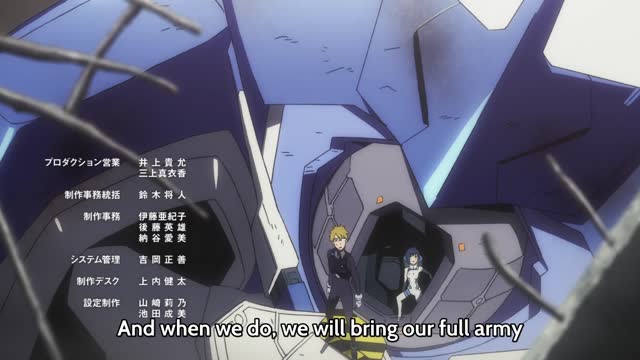 プロダクション営業 井上貴允
三上真衣香
制作事務統括 鈴木将人
制作事務 伊藤亜紀子
後藤英雄
納谷愛美
システム管理 吉岡正善
制作デスク 上内健太
設定制作 山崎莉乃
池田成美
And when we do, we will bring our full army